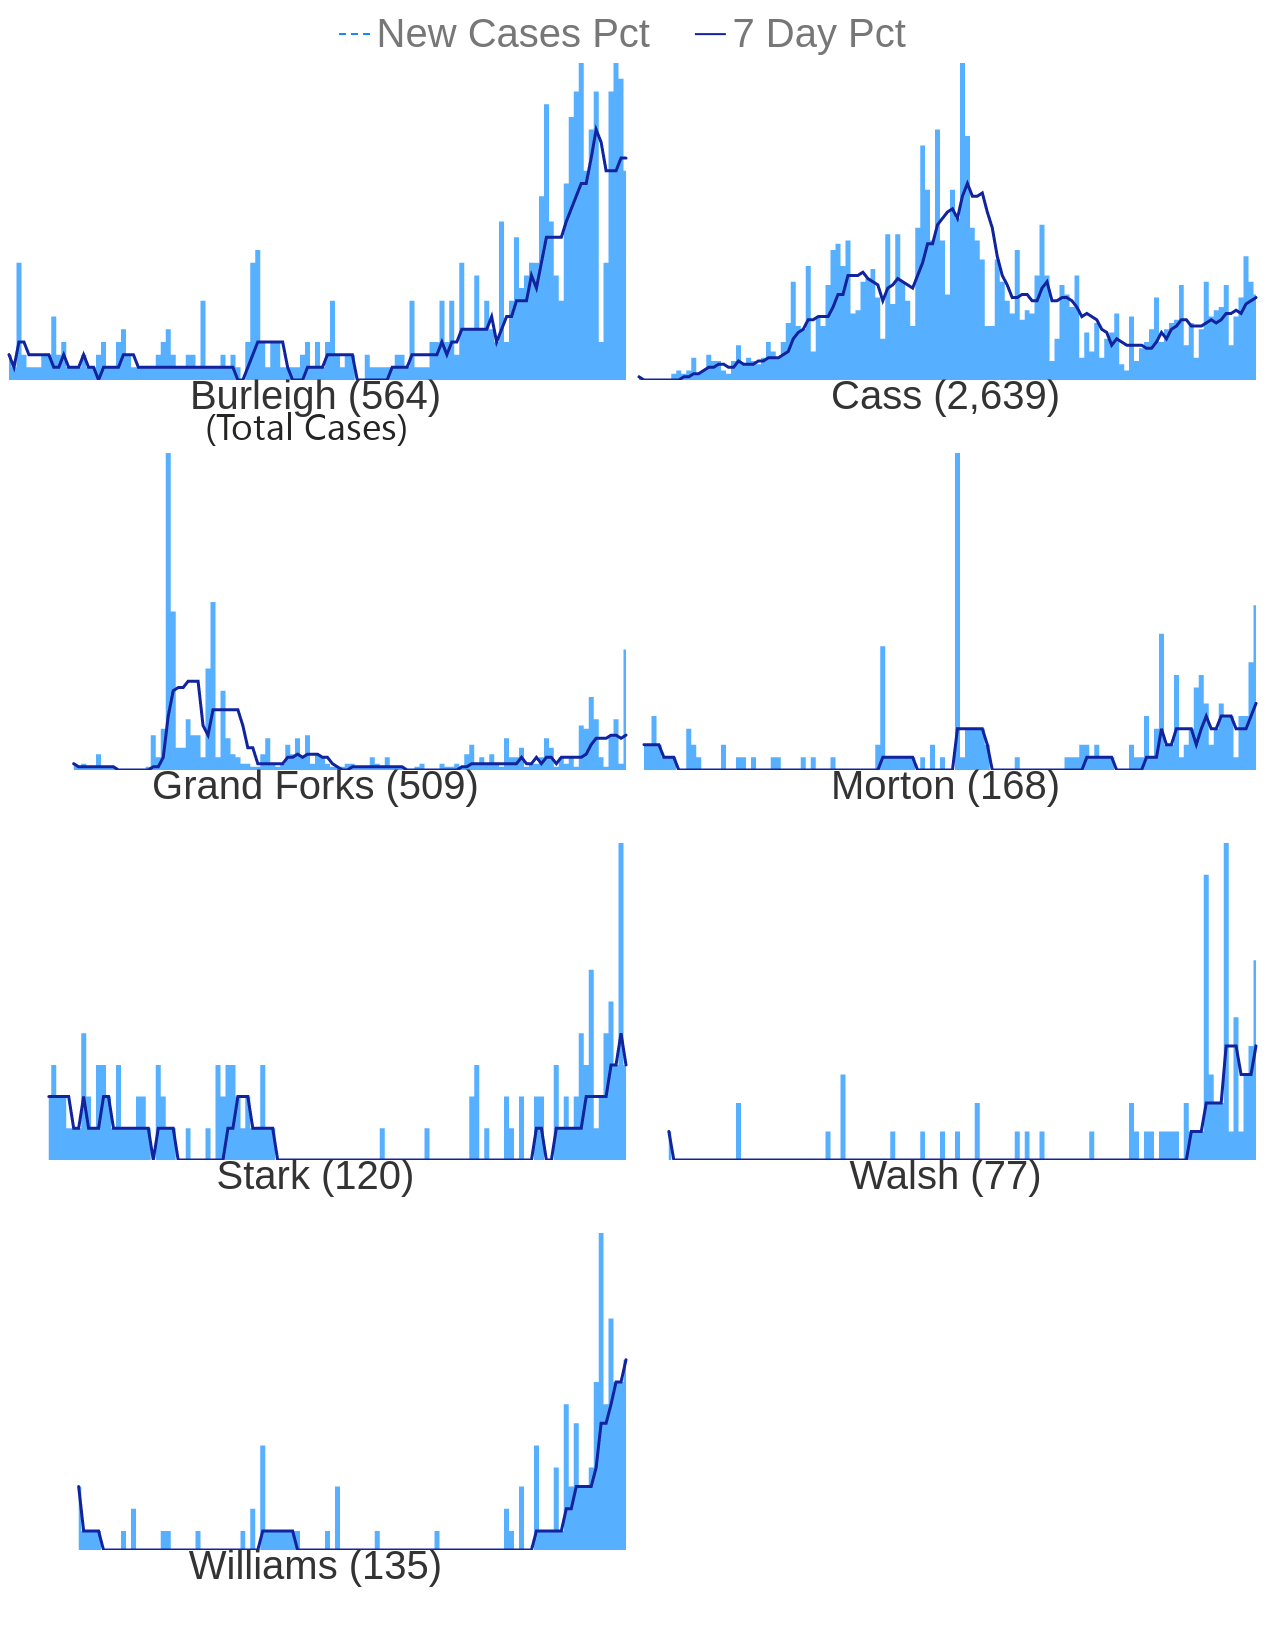 New Cases Pct 7 Day Pct
Burleigh (564)
(Total Cases)
Cass (2,639)
Grand Forks (509)
Morton (168)
Stark (120)
Walsh (77)
Williams (135)